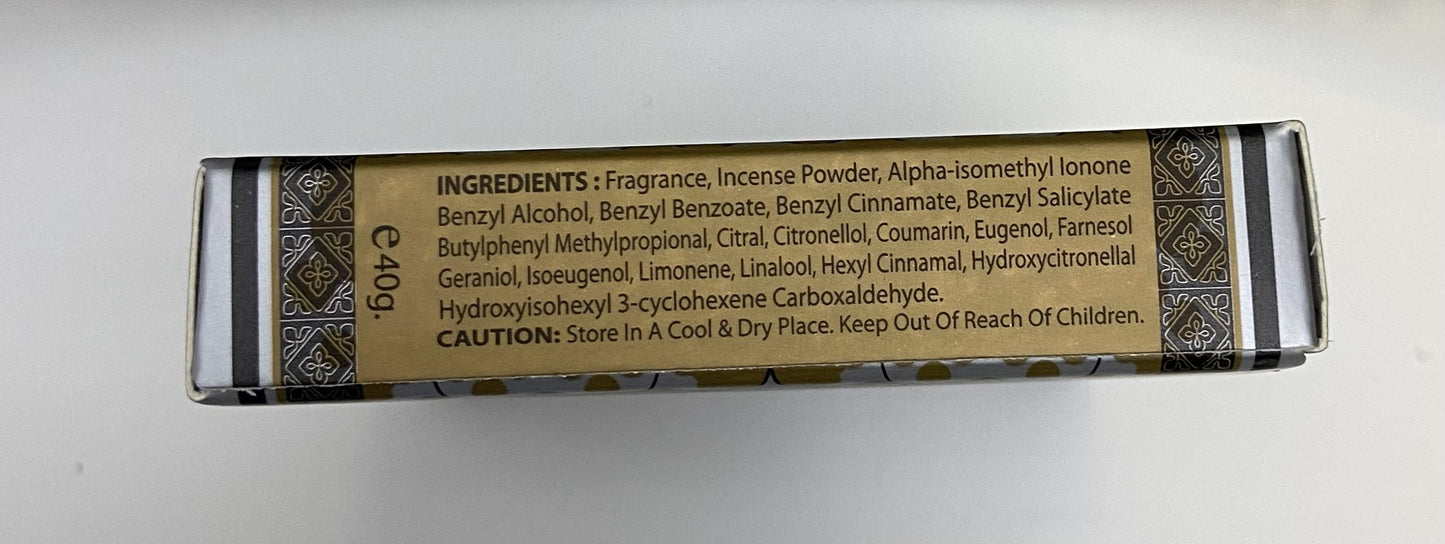 INGREDIENTS : Fragrance, Incense Powder, Alpha-isomethyl Ionone
Benzyl Alcohol, Benzyl Benzoate, Benzyl Cinnamate, Benzyl Salicylate
Butylphenyl Methylpropional, Citral, Citronellol, Coumarin, Eugenol, Farnesol
Geraniol, Isoeugenol, Limonene, Linalool, Hexyl Cinnamal, Hydroxycitronellal
Hydroxyisohexyl 3-cyclohexene Carboxaldehyde.
CAUTION: Store In A Cool & Dry Place. Keep Out Of Reach Of Children.
e40g.